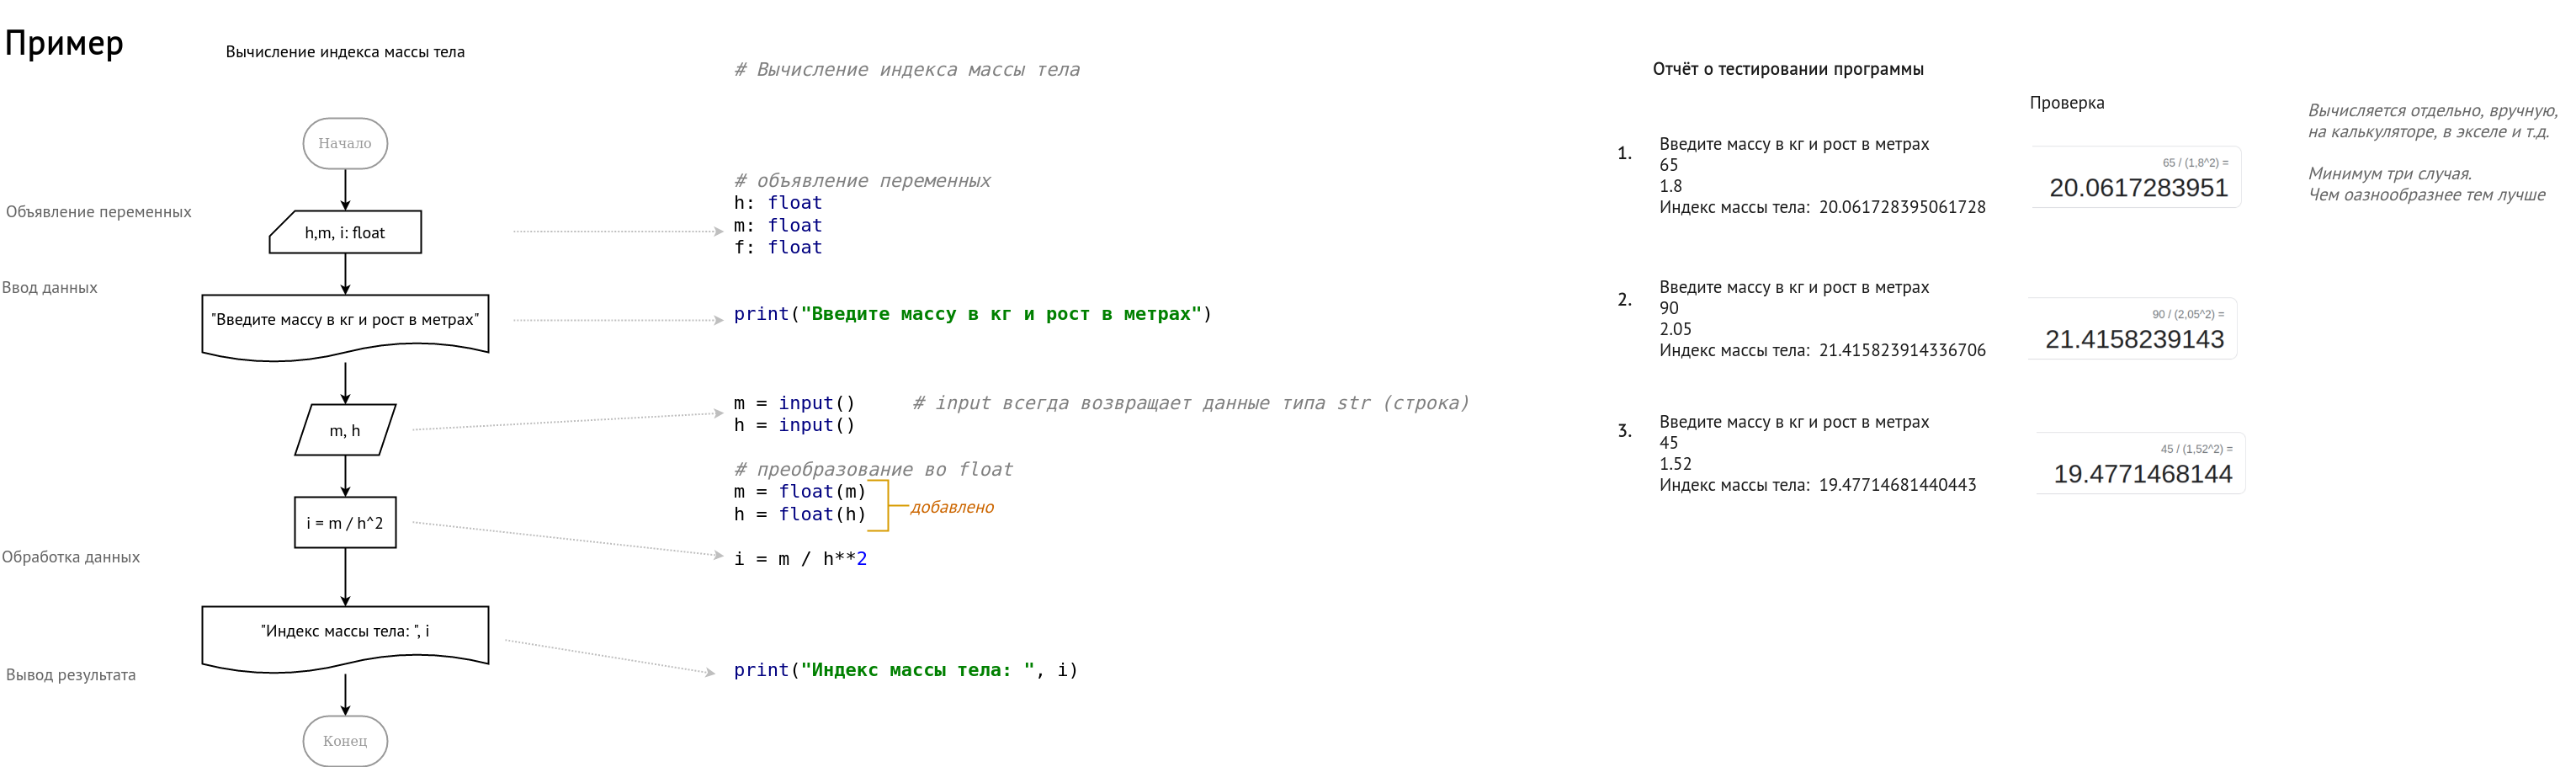 Пример
Вычисление индекса массы тела
Начало
Объявление переменных
h,m, i: float
Ввод данных
"Введите массу в кг и рост в метрах"
m, h
i = m / h^2
Обработка данных
"Индекс массы тела: ", i
Вывод результата
Конец
# Вычисление индекса массы тела
# объявление переменных
h: float
m: float
f: float
print("Введите массу в кг и рост в метрах")
m = input()     # input всегда возвращает данные типа str (строка)
h = input()
# преобразование во float
m = float(m)
h = float(h)
добавлено
i = m / h**2
print("Индекс массы тела: ", i)
Отчёт о тестировании программы
Проверка
1.
Введите массу в кг и рост в метрах
65
1.8
Индекс массы тела:  20.061728395061728
65 / (1,8^2) =
20.0617283951
2.
Введите массу в кг и рост в метрах
90
2.05
Индекс массы тела:  21.415823914336706
90 / (2,05^2) =
21.4158239143
3.
Введите массу в кг и рост в метрах
45
1.52
Индекс массы тела:  19.47714681440443
45 / (1,52^2) =
19.4771468144
Вычисляется отдельно, вручную,
на калькуляторе, в экселе и т.д.
Минимум три случая.
Чем оазнообразнее тем лучше